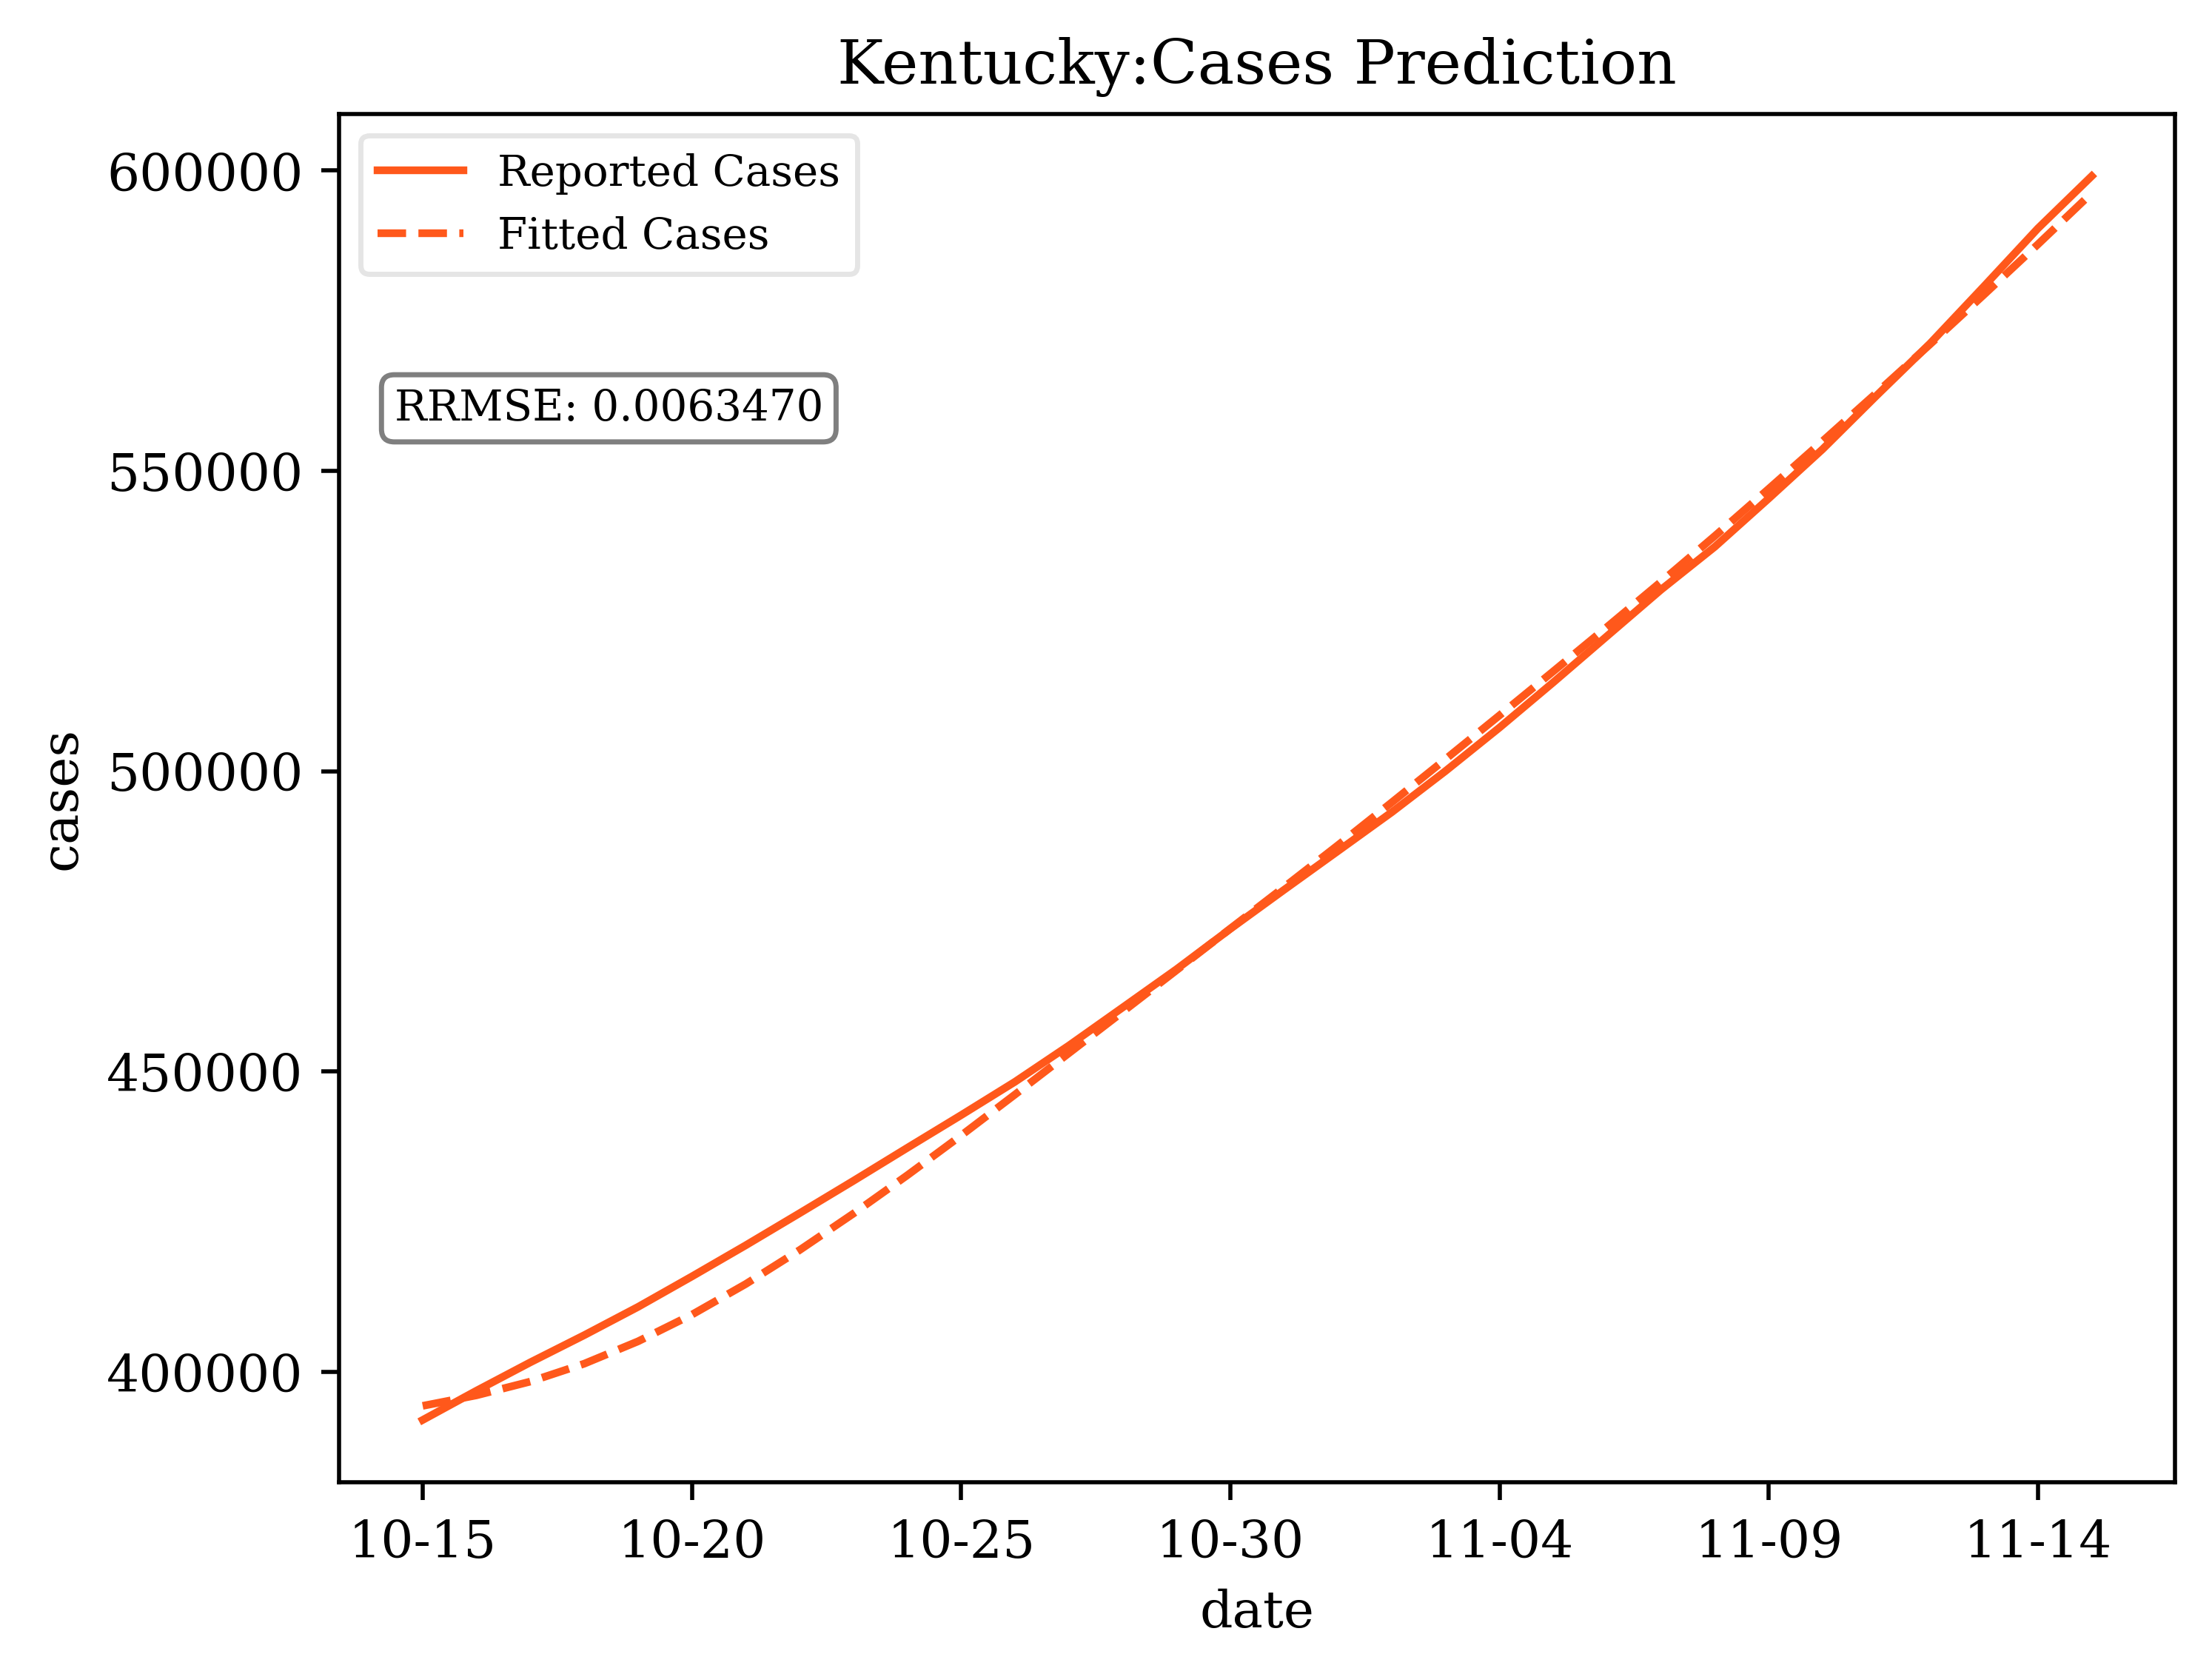 Kentucky:Cases Prediction
Reported Cases
Fitted Cases
RRMSE: 0.0063470
600000
550000
500000
450000
400000
cases
10-15 10-20 10-25 10-30 11-04 11-09 11-14
date